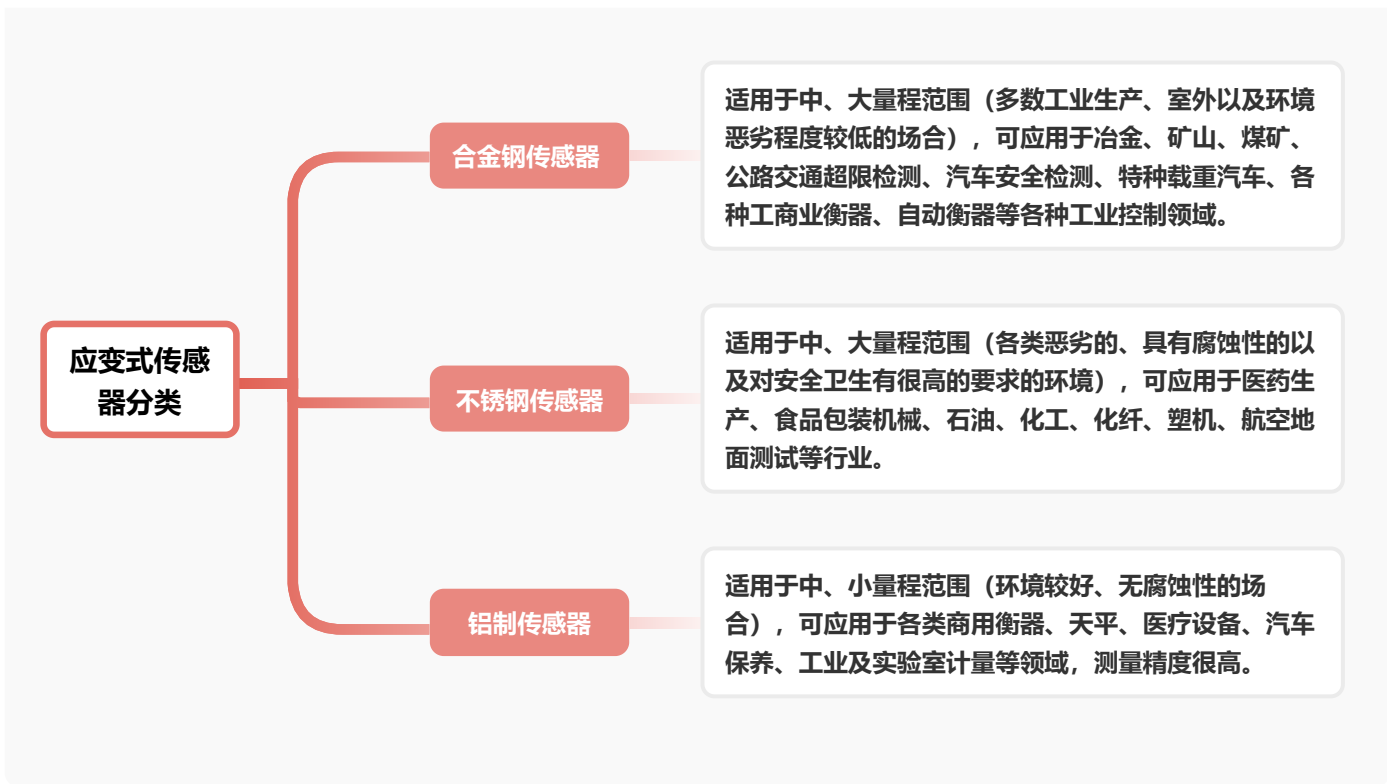 应变式传感
器分类
合金钢传感器
适用于中、大量程范围（多数工业生产、室外以及环境
恶劣程度较低的场合），可应用于冶金、矿山、煤矿、
公路交通超限检测、汽车安全检测、特种载重汽车、各
种工商业衡器、自动衡器等各种工业控制领域。
不锈钢传感器
适用于中、大量程范围（各类恶劣的、具有腐蚀性的以
及对安全卫生有很高的要求的环境），可应用于医药生
产、食品包装机械、石油、化工、化纤、塑机、航空地
面测试等行业。
铝制传感器
适用于中、小量程范围（环境较好、无腐蚀性的场
合），可应用于各类商用衡器、天平、医疗设备、汽车
保养、工业及实验室计量等领域，测量精度很高。